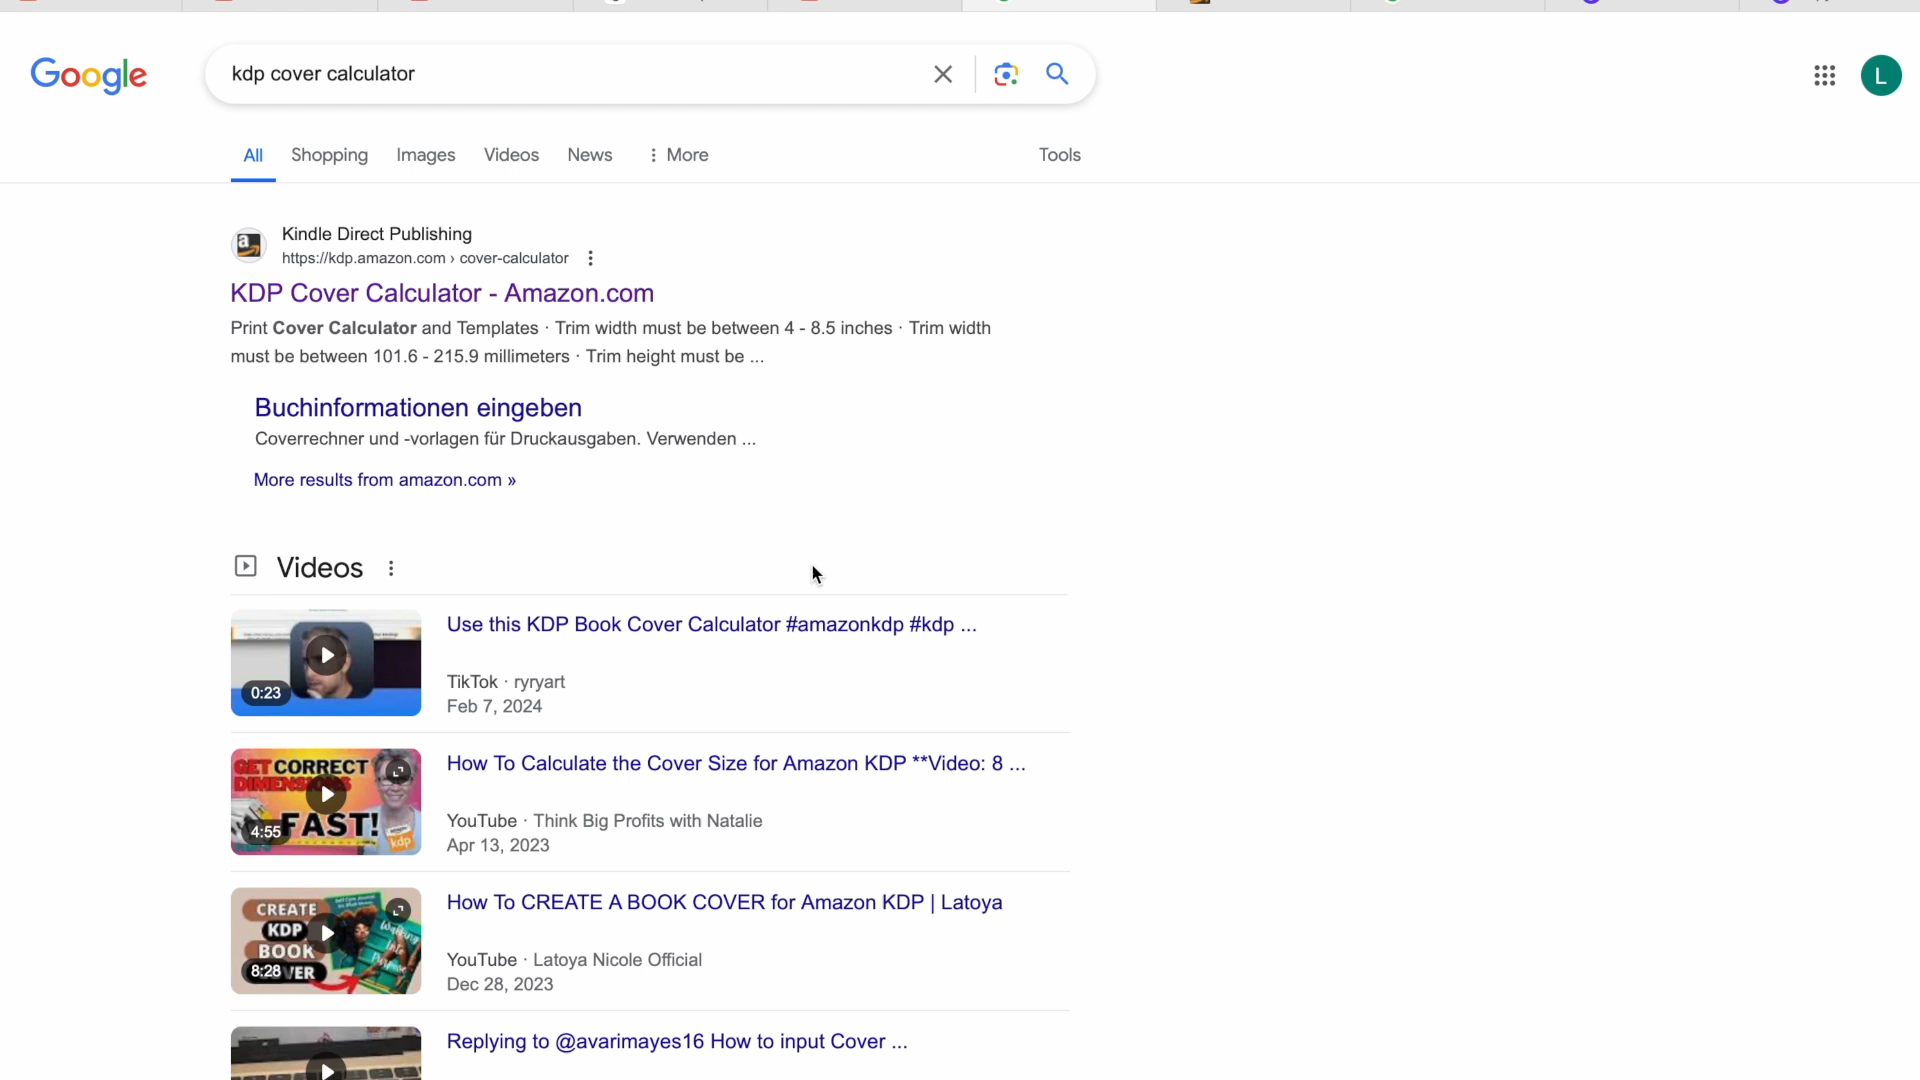 Google
kdp cover calculator
L
All
Shopping
Images
Videos
News
More
Tools
Kindle Direct Publishing
https://kdp.amazon.com › cover-calculator
KDP Cover Calculator - Amazon.com
Print Cover Calculator and Templates · Trim width must be between 4 - 8.5 inches · Trim width
must be between 101.6 - 215.9 millimeters · Trim height must be ...
Buchinformationen eingeben
Coverrechner und -vorlagen für Druckausgaben. Verwenden ...
More results from amazon.com »
Videos
0:23
Use this KDP Book Cover Calculator #amazonkdp #kdp ...
TikTok · ryryart
Feb 7, 2024
GET CORRECT
DIMENSIONS
FAST!
kdp
4:55
How To Calculate the Cover Size for Amazon KDP **Video: 8 ...
YouTube · Think Big Profits with Natalie
Apr 13, 2023
CREATE
KDP
BOOK
8:28
How To CREATE A BOOK COVER for Amazon KDP | Latoya
YouTube · Latoya Nicole Official
Dec 28, 2023
Replying to @avarimayes16 How to input Cover ...